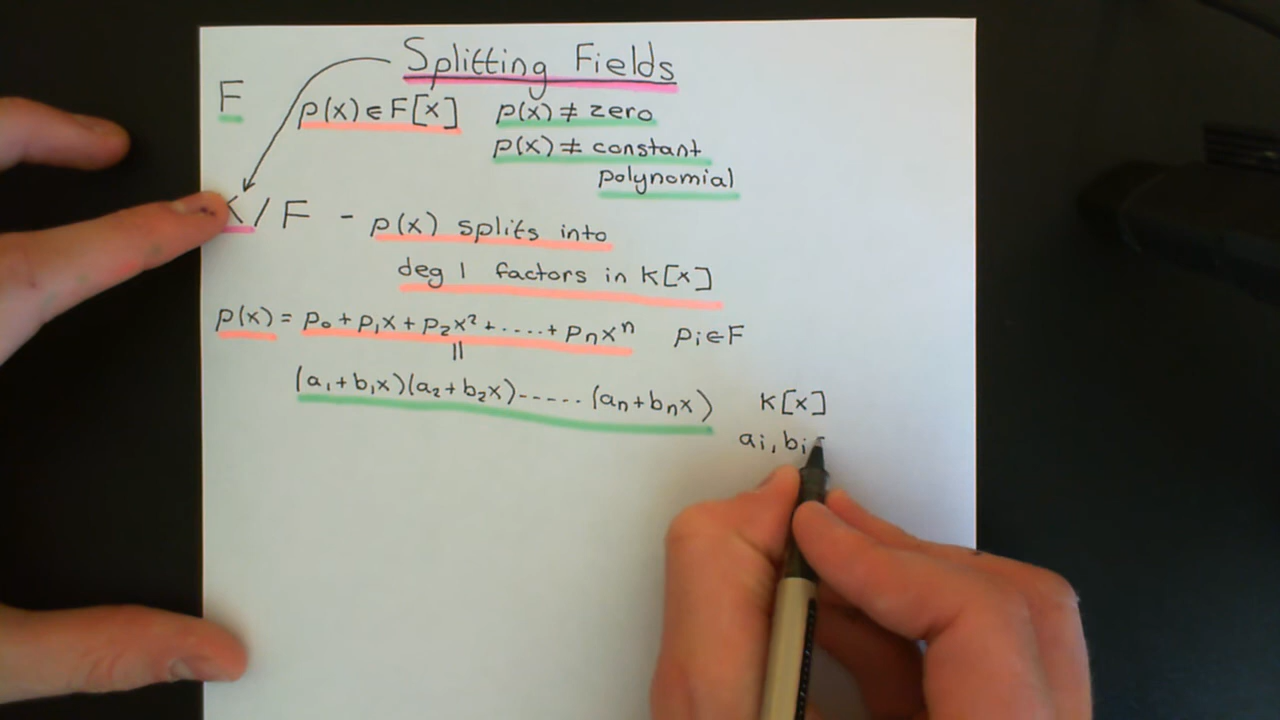 Splitting Fields
F
p(x) ∈ F[x] p(x) ≠ zero
p(x) ≠ constant
polynomial
K/F - p(x) splits into
deg 1 factors in K[x]
p(x) = p₀ + p₁x + p₂x² + ..... + pₙxⁿ pᵢ ∈ F
||
(a₁+b₁x)(a₂+b₂x)------(aₙ+bₙx) K[x]
aᵢ, bᵢ